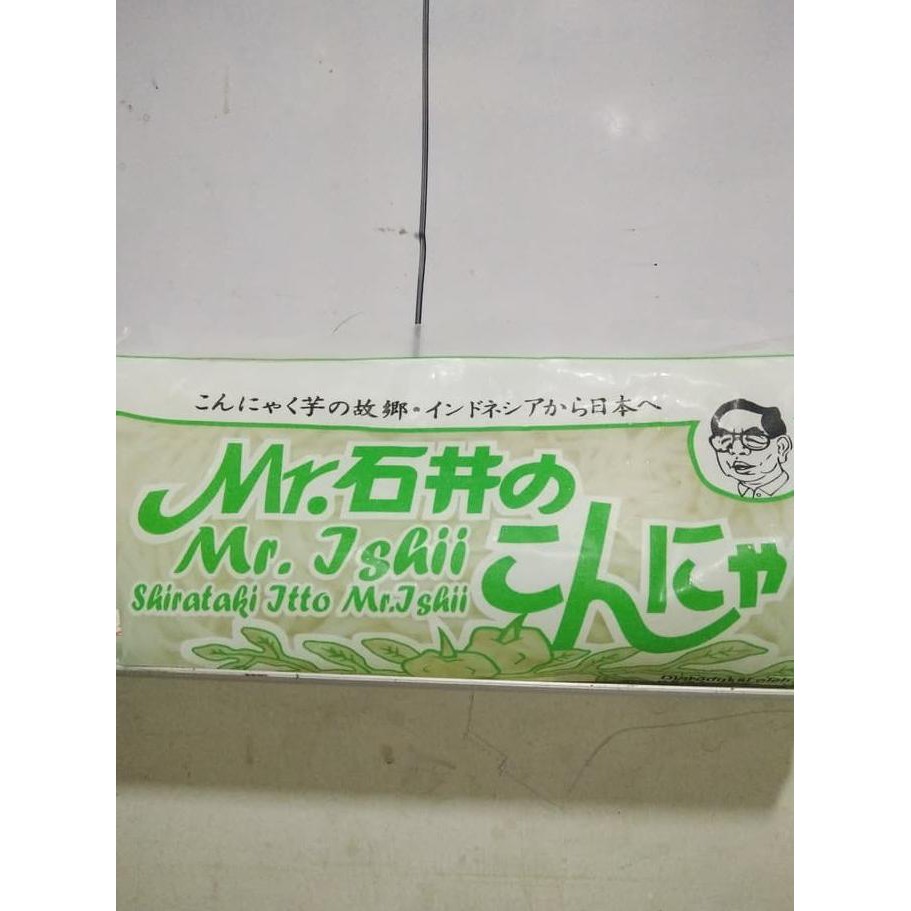 こんにゃく芋の故郷・インドネシアから日本へ
Mr.石井の
こんにゃ
Mr. Ishii
Shirataki Itto Mr.Ishii